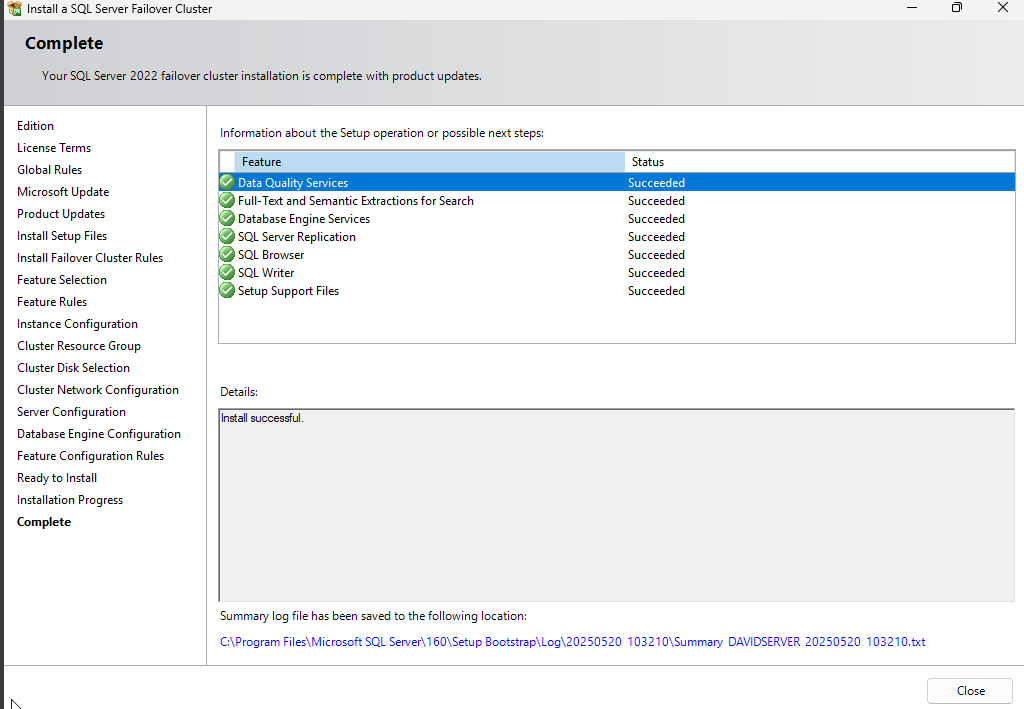 Install a SQL Server Failover Cluster
Complete
Your SQL Server 2022 failover cluster installation is complete with product updates.
Edition
License Terms
Global Rules
Microsoft Update
Product Updates
Install Setup Files
Install Failover Cluster Rules
Feature Selection
Feature Rules
Instance Configuration
Cluster Resource Group
Cluster Disk Selection
Cluster Network Configuration
Server Configuration
Database Engine Configuration
Feature Configuration Rules
Ready to Install
Installation Progress
Complete
Information about the Setup operation or possible next steps:
Feature Status
Data Quality Services Succeeded
Full-Text and Semantic Extractions for Search Succeeded
Database Engine Services Succeeded
SQL Server Replication Succeeded
SQL Browser Succeeded
SQL Writer Succeeded
Setup Support Files Succeeded
Details:
Install successful.
Summary log file has been saved to the following location:
C:\Program Files\Microsoft SQL Server\160\Setup Bootstrap\Log\20250520_103210\Summary_DAVIDSERVER_20250520_103210.txt
Close